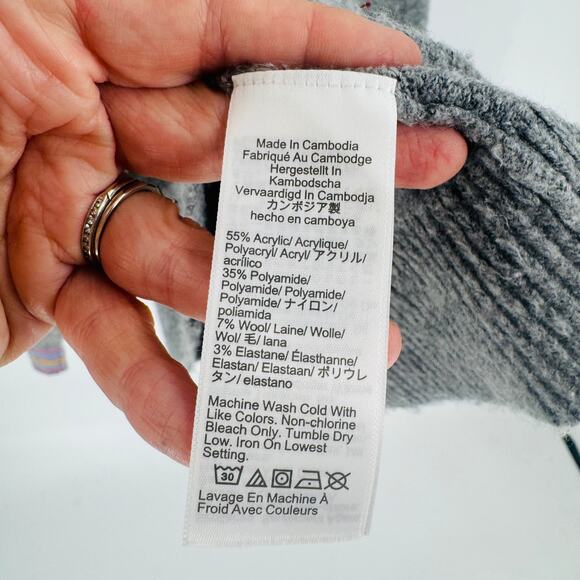 Made In Cambodia
Fabriqué Au Cambodge
Hergestellt In
Kambodscha
Vervaardigd In Cambodja
カンボジア製
hecho en camboya
55% Acrylic/ Acrylique/
Polyacryl/ Acryl/ アクリル/
acrílico
35% Polyamide/
Polyamide/ Polyamide/
Polyamide/ ナイロン/
poliamida
7% Wool/ Laine/ Wolle/
Wol/ 毛/ lana
3% Elastane/ Élasthanne/
Elastan/ Elastaan/ ポリウレ
タン/ elastano
Machine Wash Cold With
Like Colors. Non-chlorine
Bleach Only. Tumble Dry
Low. Iron On Lowest
Setting.
30
Lavage En Machine À
Froid Avec Couleurs